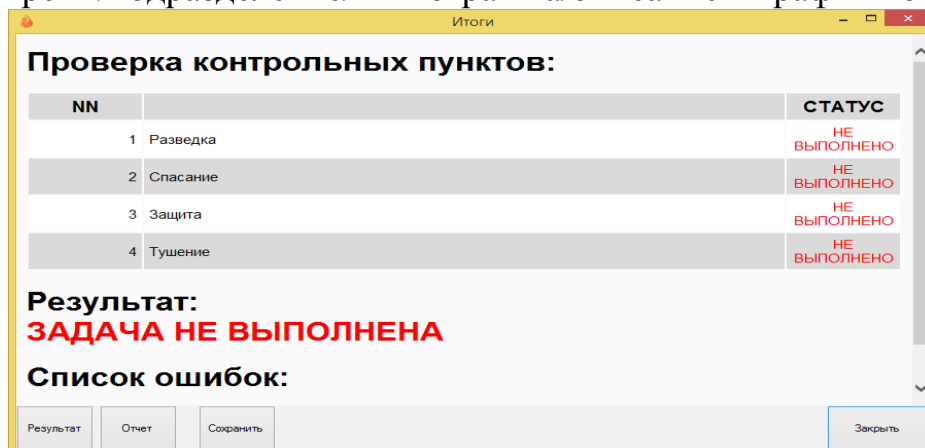 Итоги
Проверка контрольных пунктов:
NN СТАТУС
1 Разведка НЕ ВЫПОЛНЕНО
2 Спасание НЕ ВЫПОЛНЕНО
3 Защита НЕ ВЫПОЛНЕНО
4 Тушение НЕ ВЫПОЛНЕНО
Результат:
ЗАДАЧА НЕ ВЫПОЛНЕНА
Список ошибок:
Результат Отчет Сохранить Закрыть